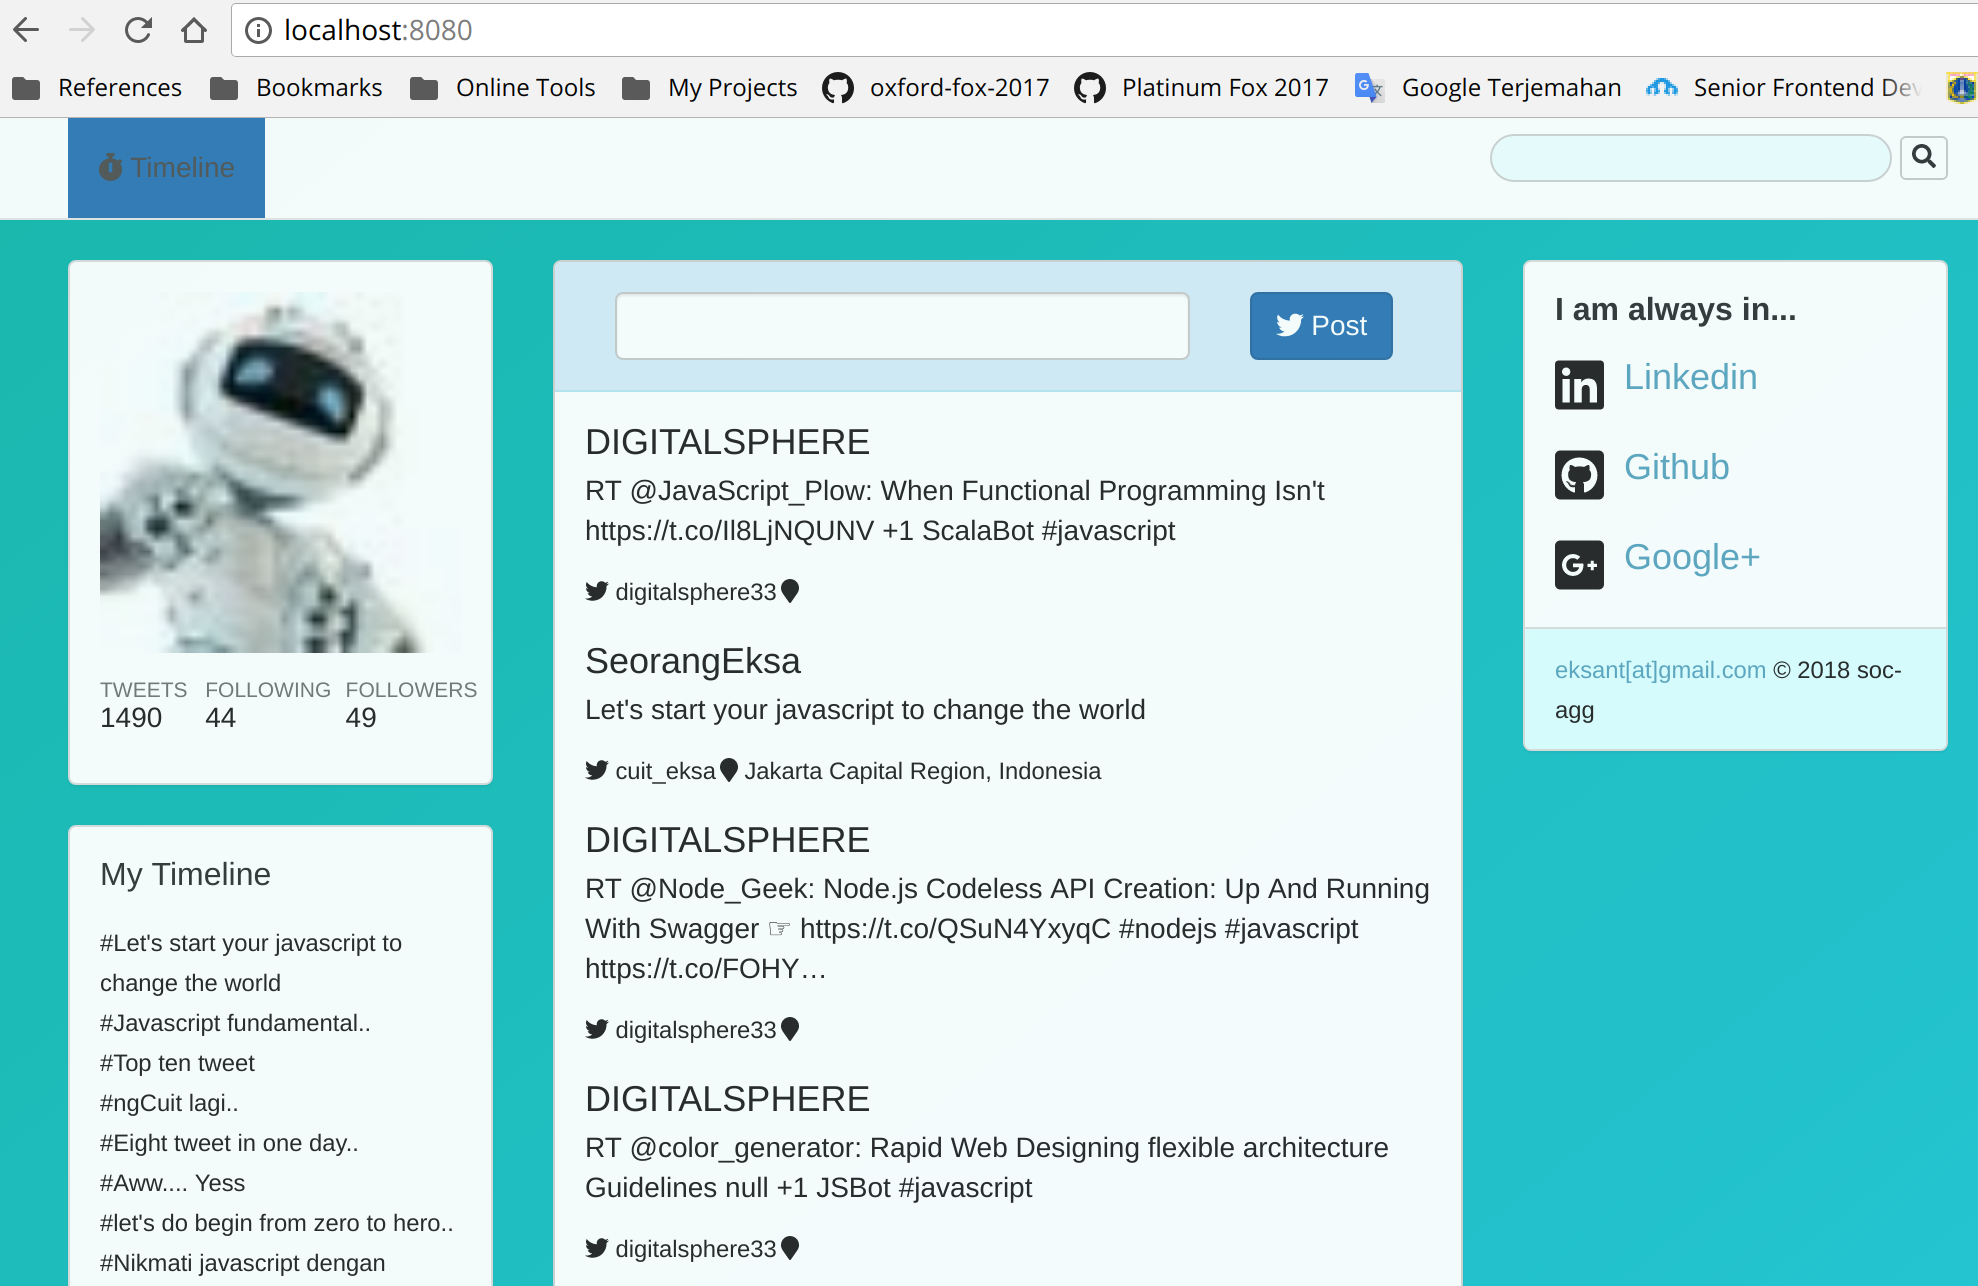 localhost:8080
References
Bookmarks
Online Tools
My Projects
oxford-fox-2017
Platinum Fox 2017
Google Terjemahan
Senior Frontend Dev
Timeline
TWEETS FOLLOWING FOLLOWERS
1490 44 49
My Timeline
#Let's start your javascript to
change the world
#Javascript fundamental..
#Top ten tweet
#ngCuit lagi..
#Eight tweet in one day..
#Aww.... Yess
#let's do begin from zero to hero..
#Nikmati javascript dengan
Post
DIGITALSPHERE
RT @JavaScript_Plow: When Functional Programming Isn't
https://t.co/Il8LjNQUNV +1 ScalaBot #javascript
digitalsphere33
SeorangEksa
Let's start your javascript to change the world
cuit_eksa Jakarta Capital Region, Indonesia
DIGITALSPHERE
RT @Node_Geek: Node.js Codeless API Creation: Up And Running
With Swagger ☞ https://t.co/QSuN4YxyqC #nodejs #javascript
https://t.co/FOHY…
digitalsphere33
DIGITALSPHERE
RT @color_generator: Rapid Web Designing flexible architecture
Guidelines null +1 JSBot #javascript
digitalsphere33
I am always in...
Linkedin
Github
Google+
eksant[at]gmail.com © 2018 soc-
agg